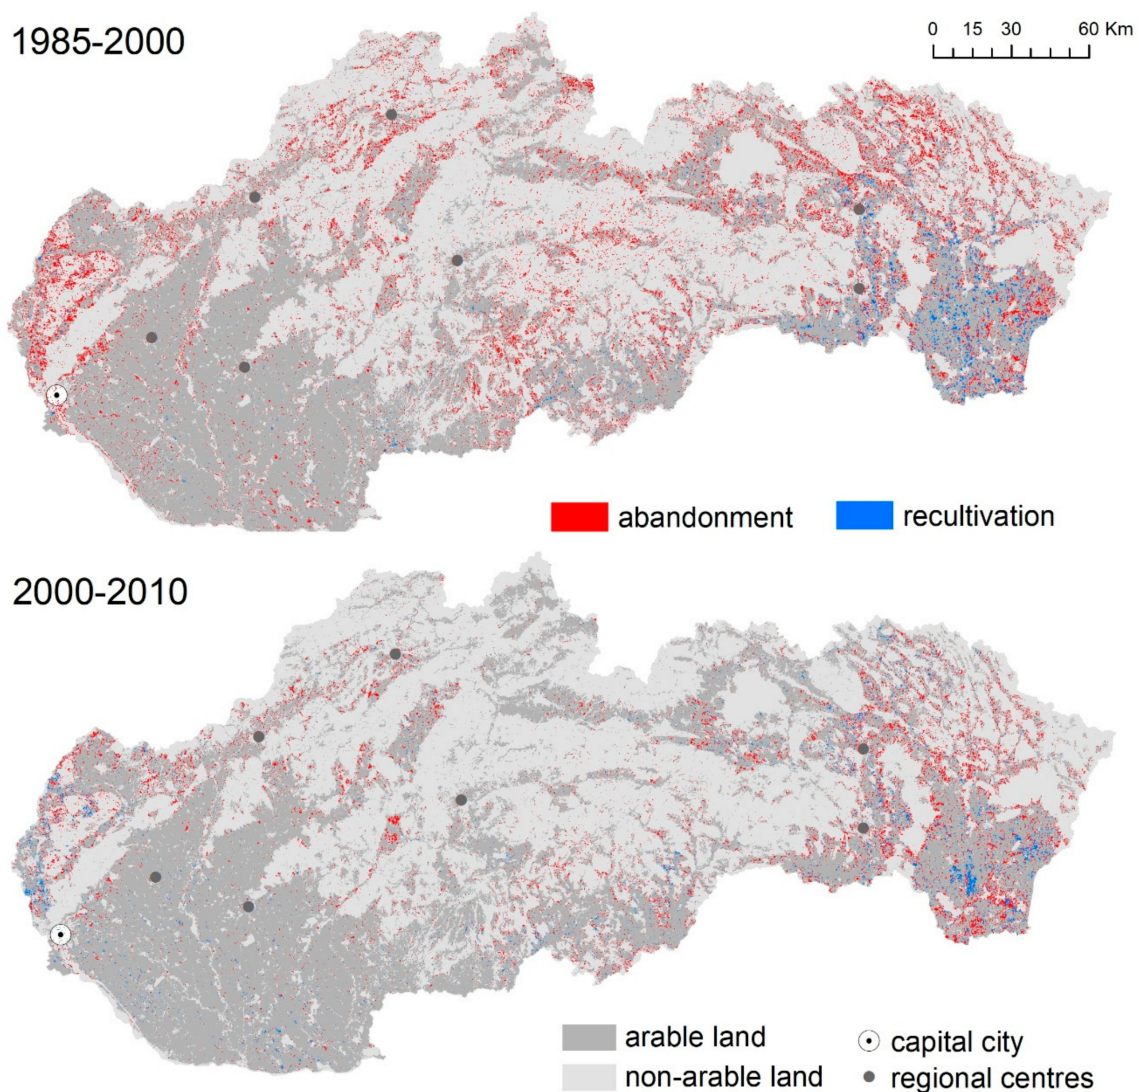 1985-2000
0 15 30 60 Km
abandonment
recultivation
2000-2010
arable land
capital city
non-arable land
regional centres